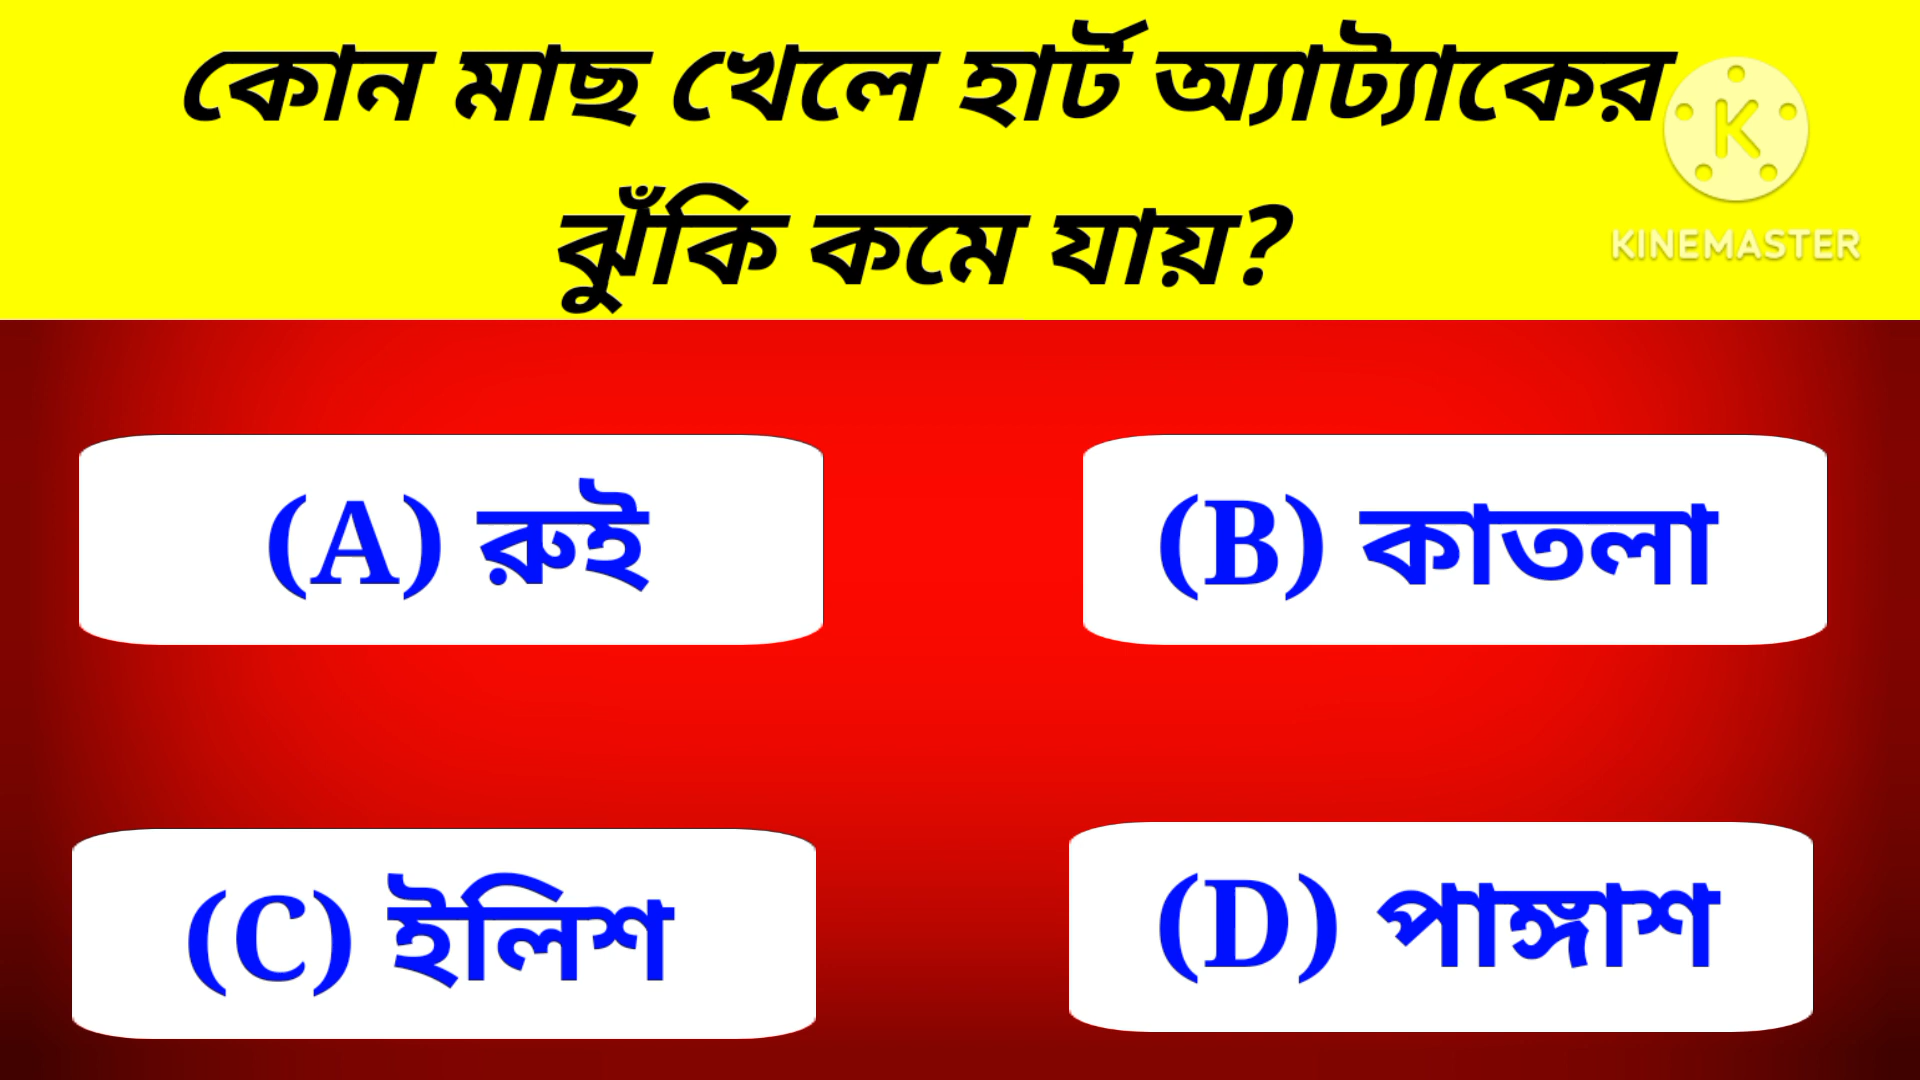 কোন মাছ খেলে হার্ট অ্যাট্যাকের
ঝুঁকি কমে যায়?
KINEMASTER
(A) রুই
(B) কাতলা
(C) ইলিশ
(D) পাঙ্গাশ